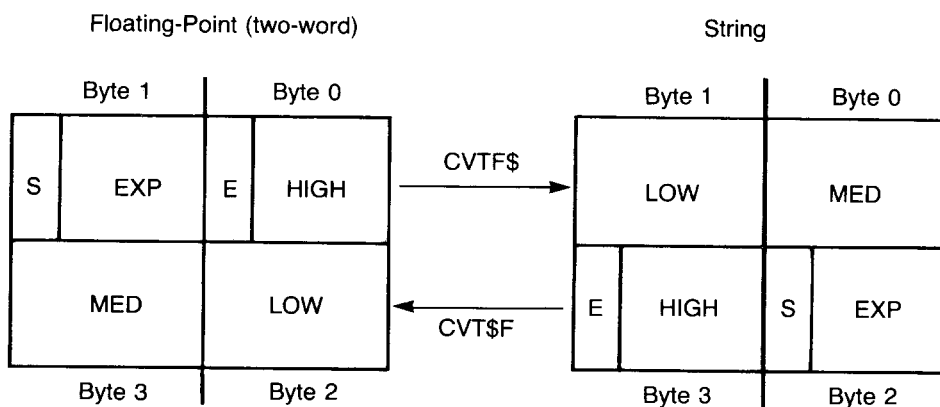 Floating-Point (two-word) String
Byte 1 Byte 0 Byte 1 Byte 0
S EXP E HIGH CVTF$ LOW MED
MED LOW CVT$F E HIGH S EXP
Byte 3 Byte 2 Byte 3 Byte 2